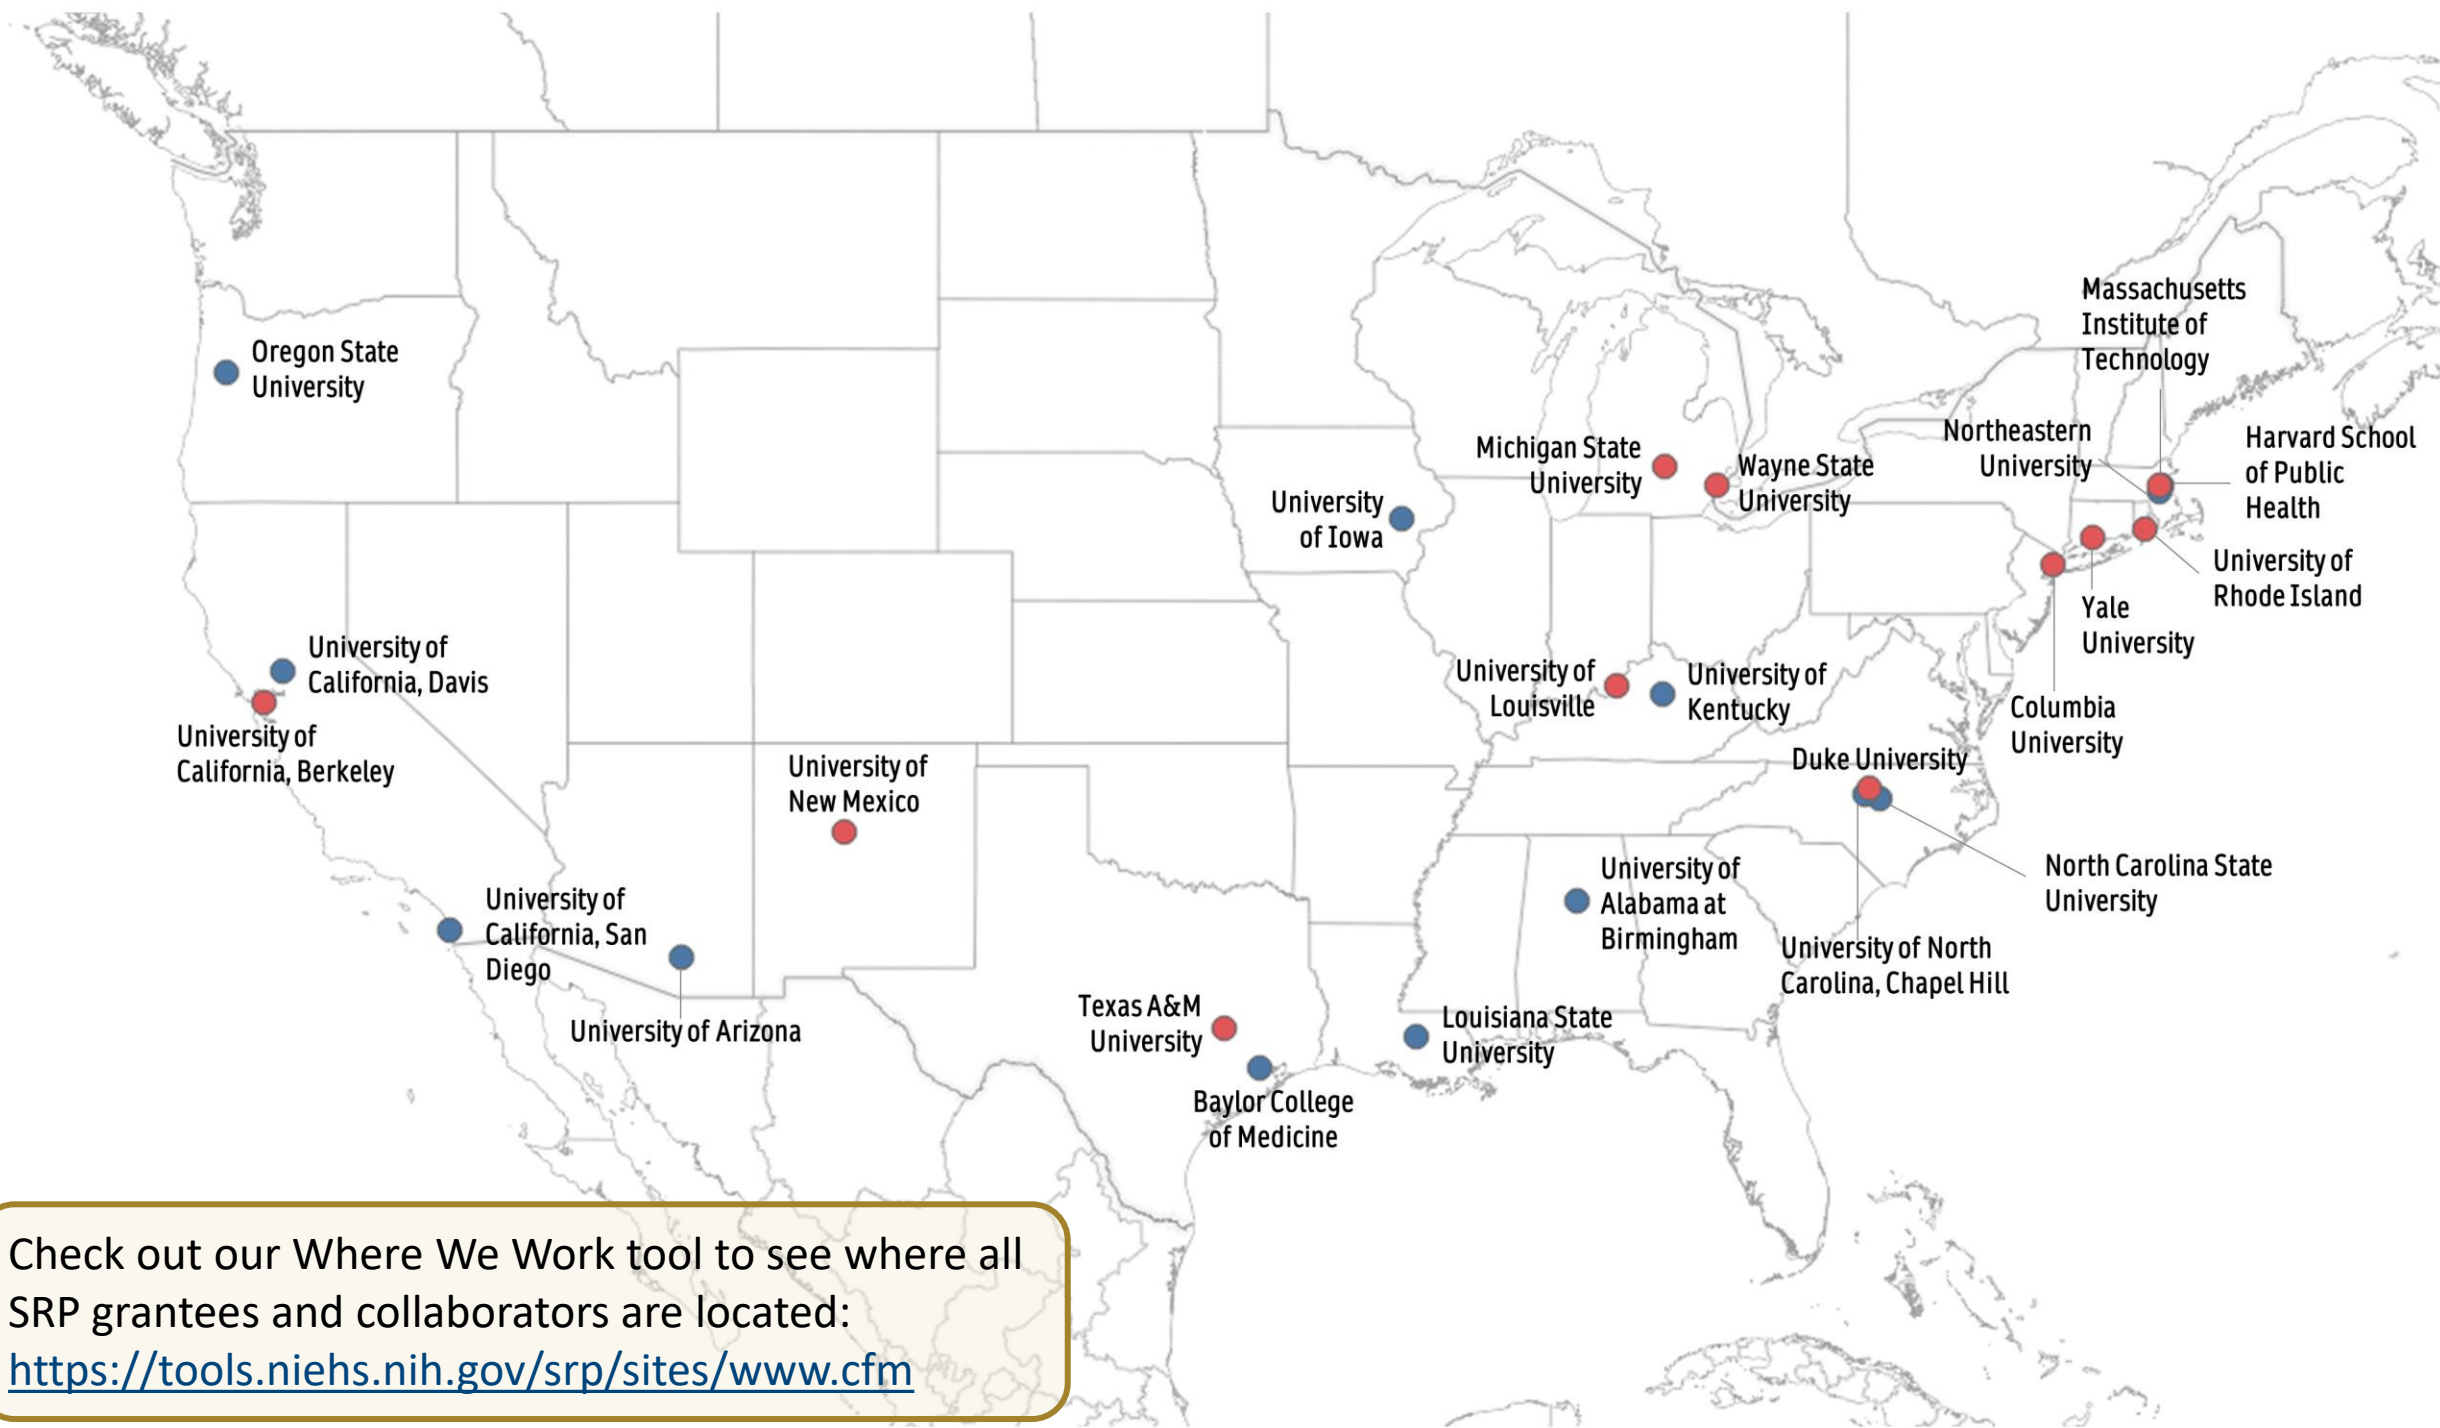 Massachusetts
Institute of
Technology
Oregon State
University
Northeastern
University
Harvard School
of Public
Health
Michigan State
University
Wayne State
University
University
of Iowa
University of
Rhode Island
Yale
University
University of
California, Davis
University of
Louisville
University of
Kentucky
Columbia
University
University of
California, Berkeley
University of
New Mexico
Duke University
University of
Alabama at
Birmingham
North Carolina State
University
University of
California, San
Diego
University of North
Carolina, Chapel Hill
University of Arizona
Texas A&M
University
Louisiana State
University
Baylor College
of Medicine
Check out our Where We Work tool to see where all
SRP grantees and collaborators are located:
https://tools.niehs.nih.gov/srp/sites/www.cfm